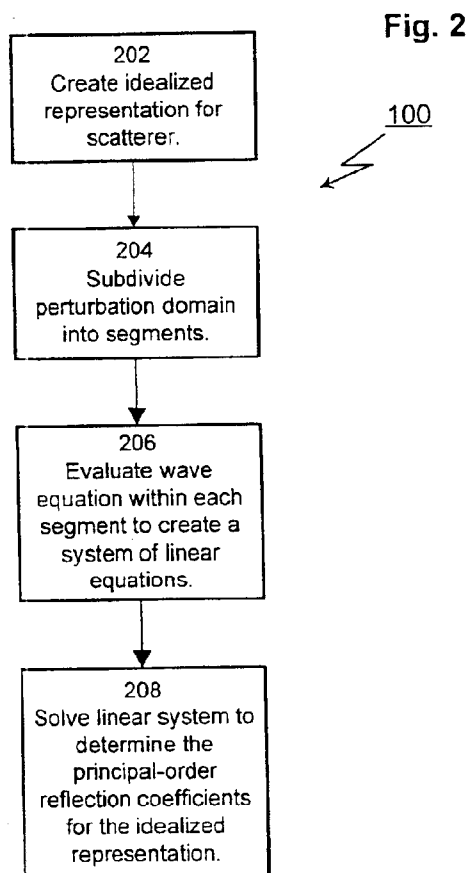 Fig. 2
100
202
Create idealized
representation for
scatterer.
204
Subdivide
perturbation domain
into segments.
206
Evaluate wave
equation within each
segment to create a
system of linear
equations.
208
Solve linear system to
determine the
principal-order
reflection coefficients
for the idealized
representation.